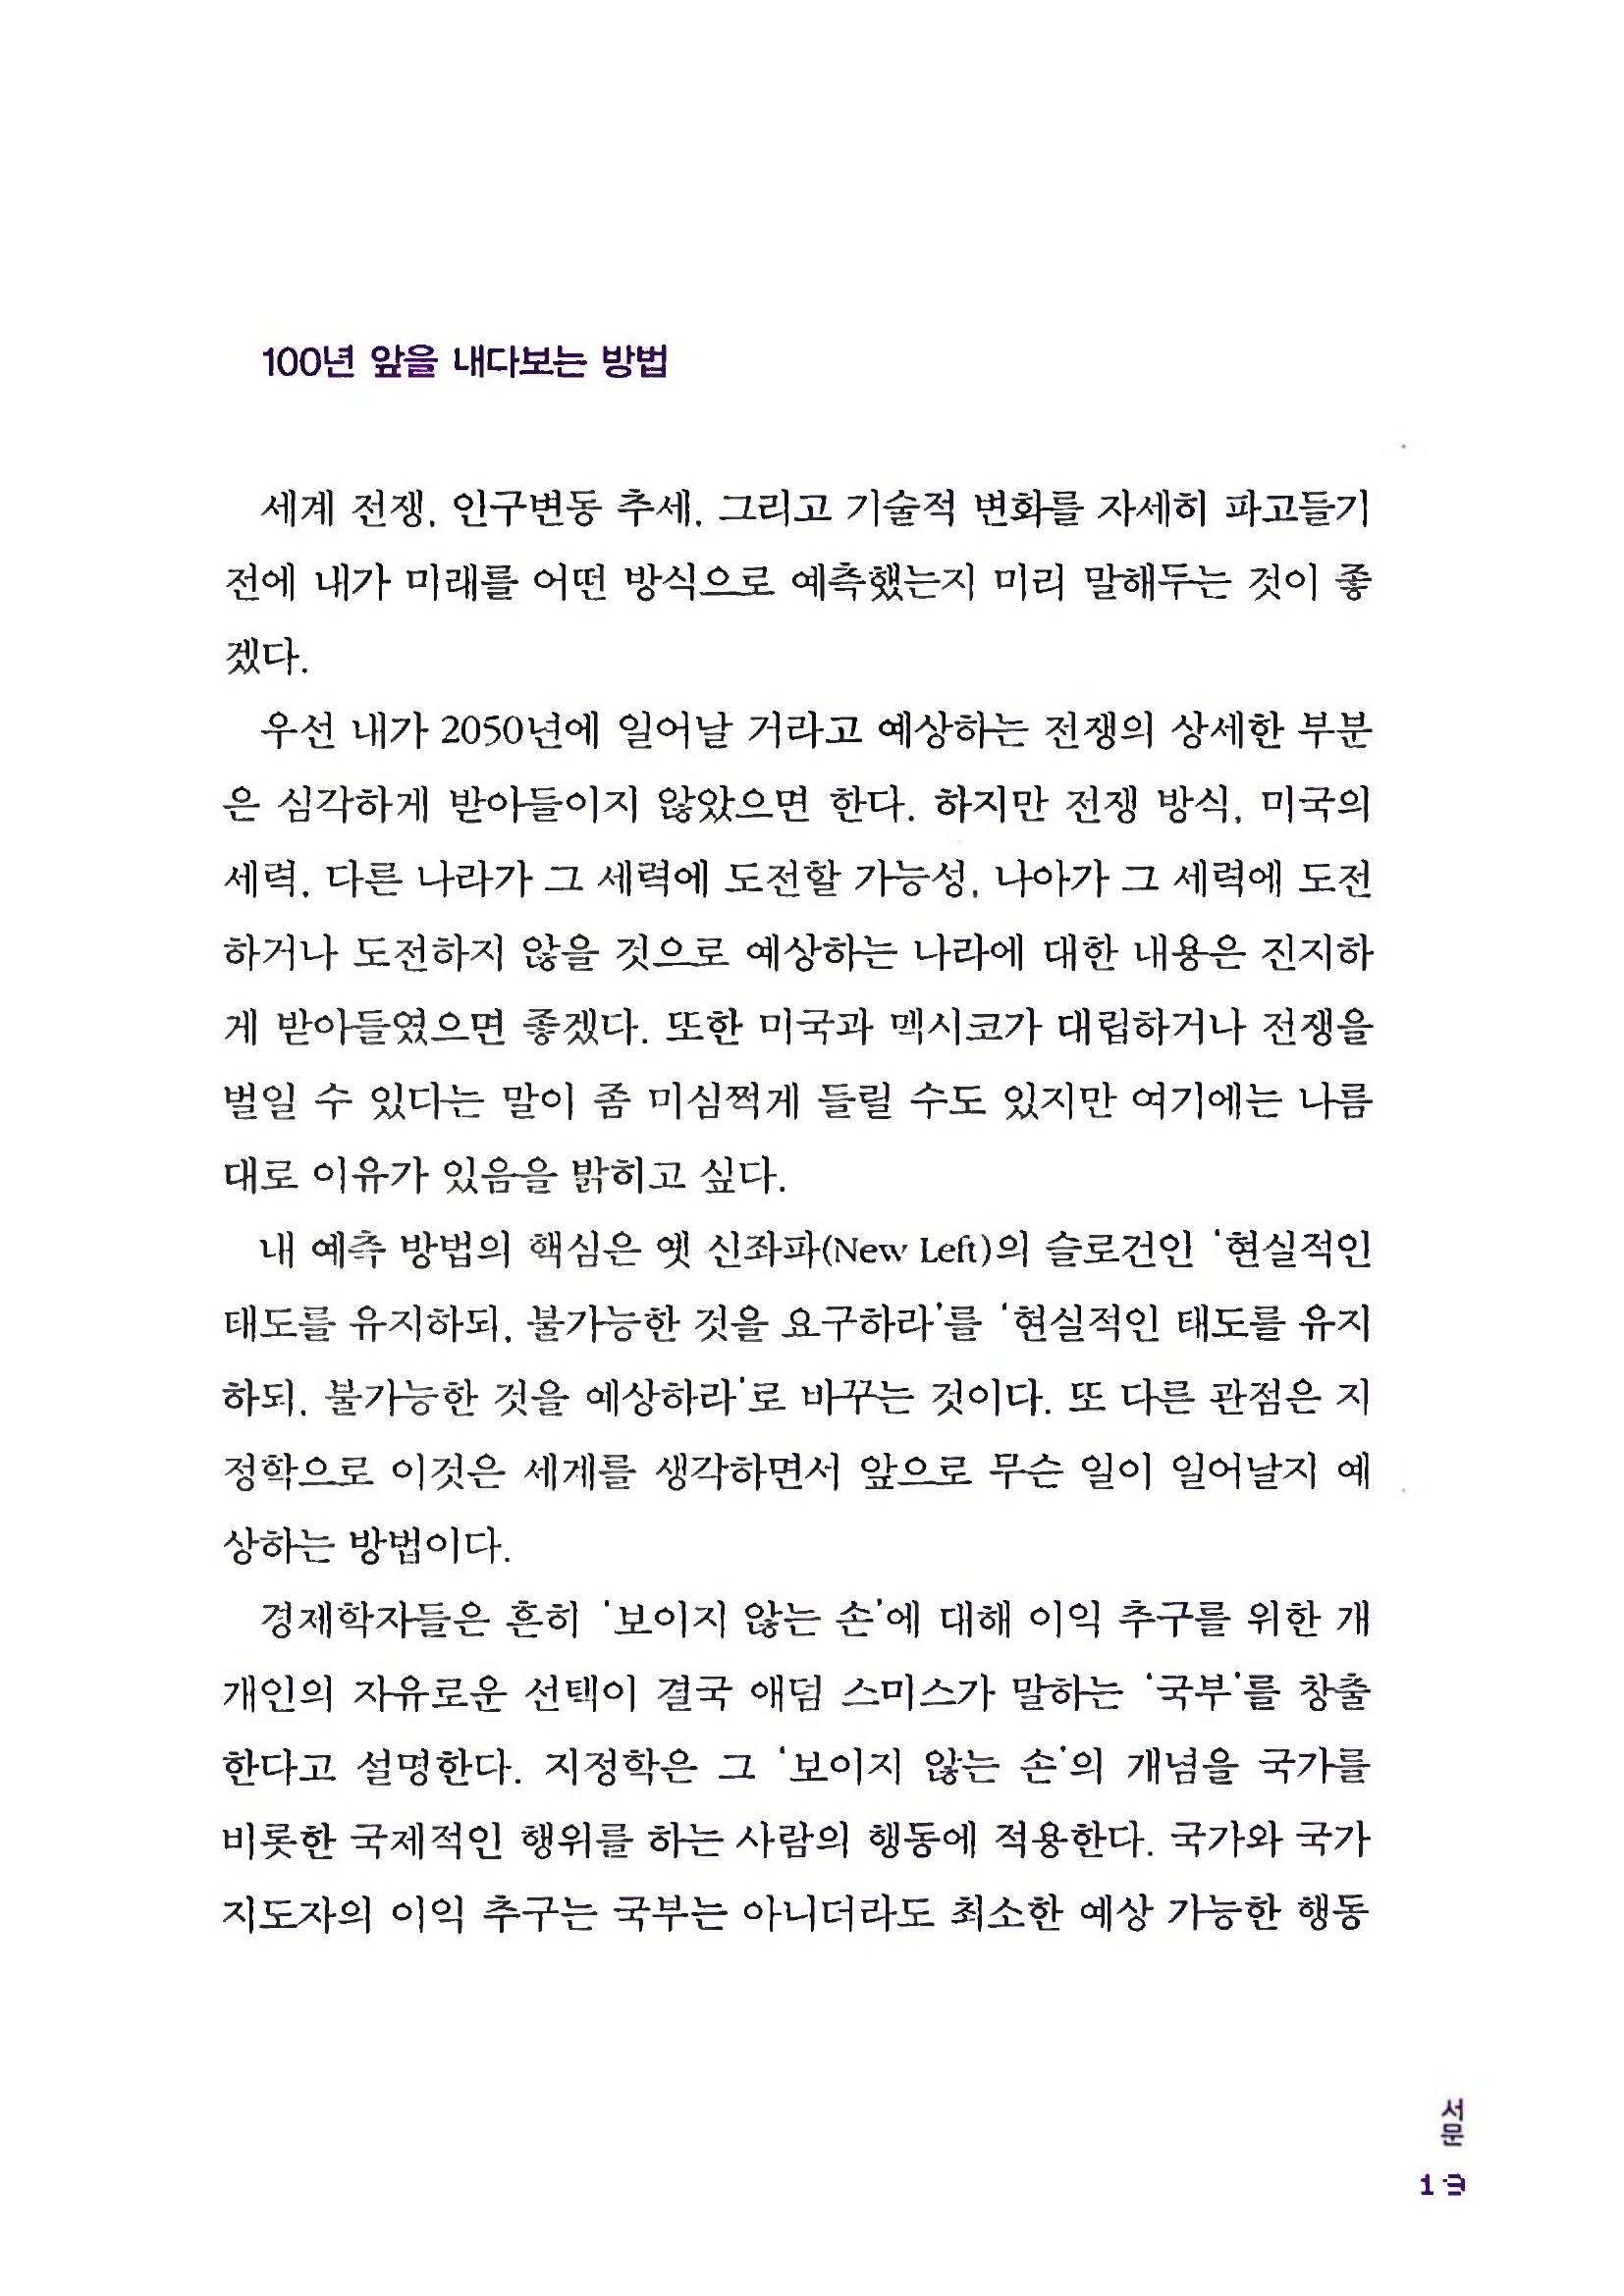 100년 앞을 내다보는 방법
세계 전쟁, 인구변동 추세, 그리고 기술적 변화를 자세히 파고들기
전에 내가 미래를 어떤 방식으로 예측했는지 미리 말해두는 것이 좋
겠다.
우선 내가 2050년에 일어날 거라고 예상하는 전쟁의 상세한 부분
은 심각하게 받아들이지 않았으면 한다. 하지만 전쟁 방식, 미국의
세력, 다른 나라가 그 세력에 도전할 가능성, 나아가 그 세력에 도전
하거나 도전하지 않을 것으로 예상하는 나라에 대한 내용은 진지하
게 받아들였으면 좋겠다. 또한 미국과 멕시코가 대립하거나 전쟁을
벌일 수 있다는 말이 좀 미심쩍게 들릴 수도 있지만 여기에는 나름
대로 이유가 있음을 밝히고 싶다.
내 예측 방법의 핵심은 옛 신좌파(New Left)의 슬로건인 ‘현실적인
태도를 유지하되, 불가능한 것을 요구하라’를 ‘현실적인 태도를 유지
하되, 불가능한 것을 예상하라’로 바꾸는 것이다. 또 다른 관점은 지
정학으로 이것은 세계를 생각하면서 앞으로 무슨 일이 일어날지 예
상하는 방법이다.
경제학자들은 흔히 ‘보이지 않는 손’에 대해 이익 추구를 위한 개
개인의 자유로운 선택이 결국 애덤 스미스가 말하는 ‘국부’를 창출
한다고 설명한다. 지정학은 그 ‘보이지 않는 손’의 개념을 국가를
비롯한 국제적인 행위를 하는 사람의 행동에 적용한다. 국가와 국가
지도자의 이익 추구는 국부는 아니더라도 최소한 예상 가능한 행동
서문
13